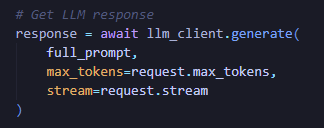 # Get LLM response
response = await llm_client.generate(
    full_prompt,
    max_tokens=request.max_tokens,
    stream=request.stream
)